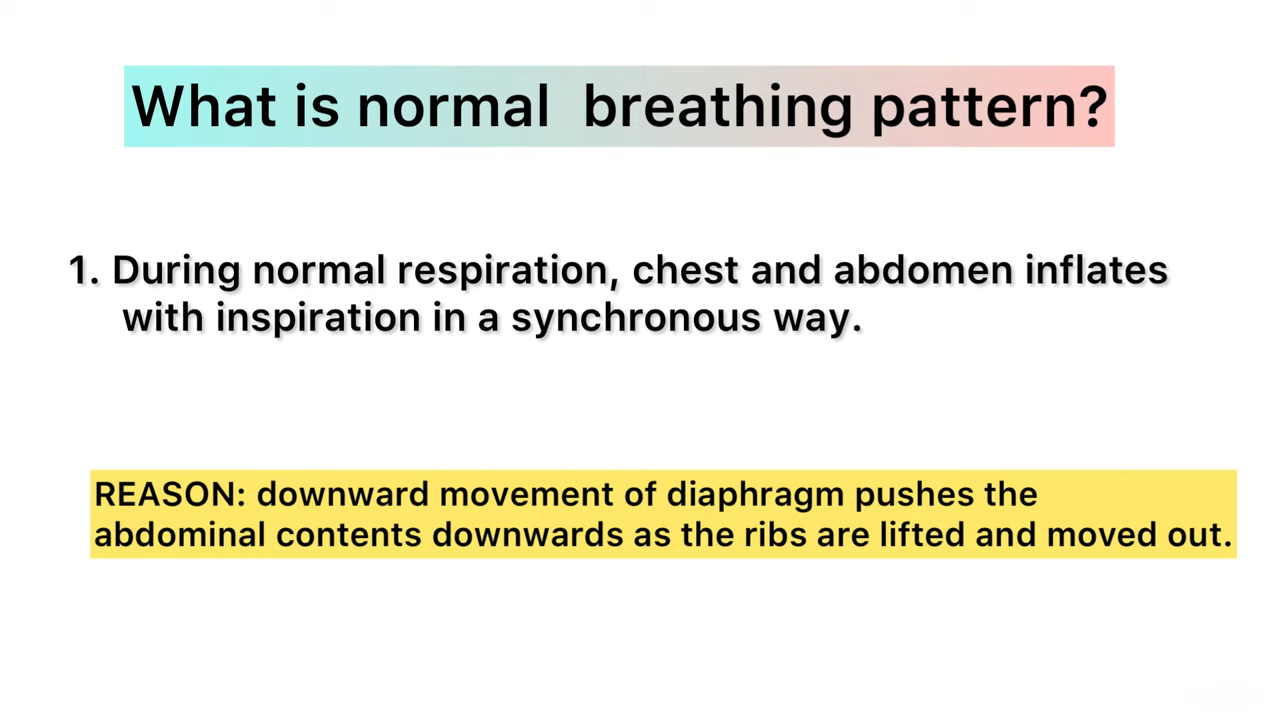 What is normal  breathing pattern?
1. During normal respiration, chest and abdomen inflates
with inspiration in a synchronous way.
REASON: downward movement of diaphragm pushes the
abdominal contents downwards as the ribs are lifted and moved out.